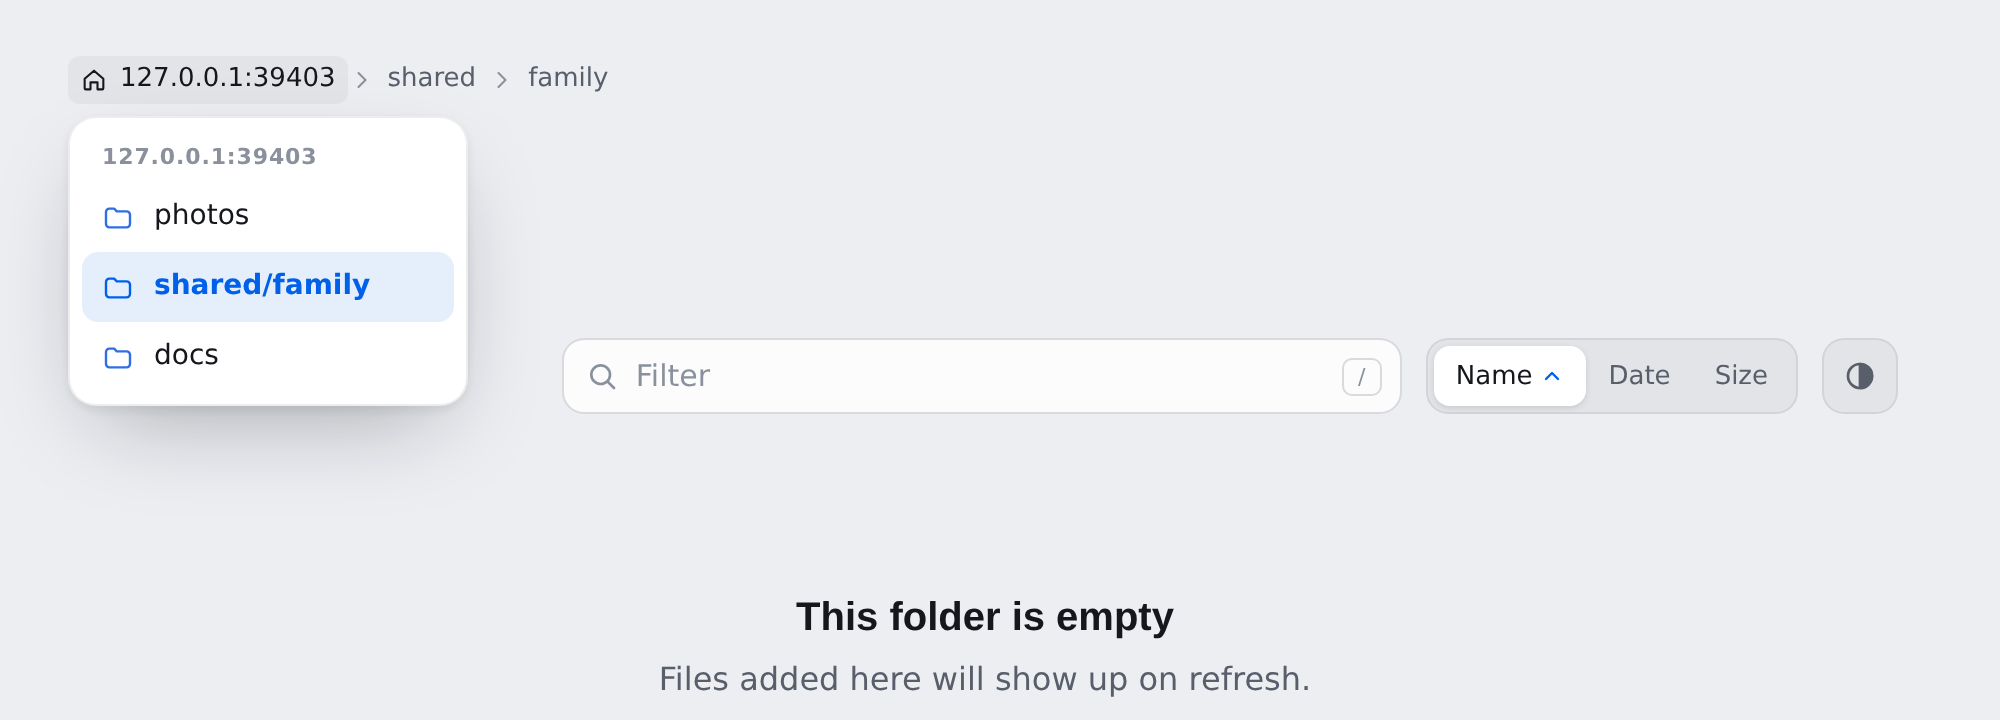 127.0.0.1:39403 shared family
127.0.0.1:39403
photos
shared/family
docs
Filter / Name Date Size
This folder is empty
Files added here will show up on refresh.